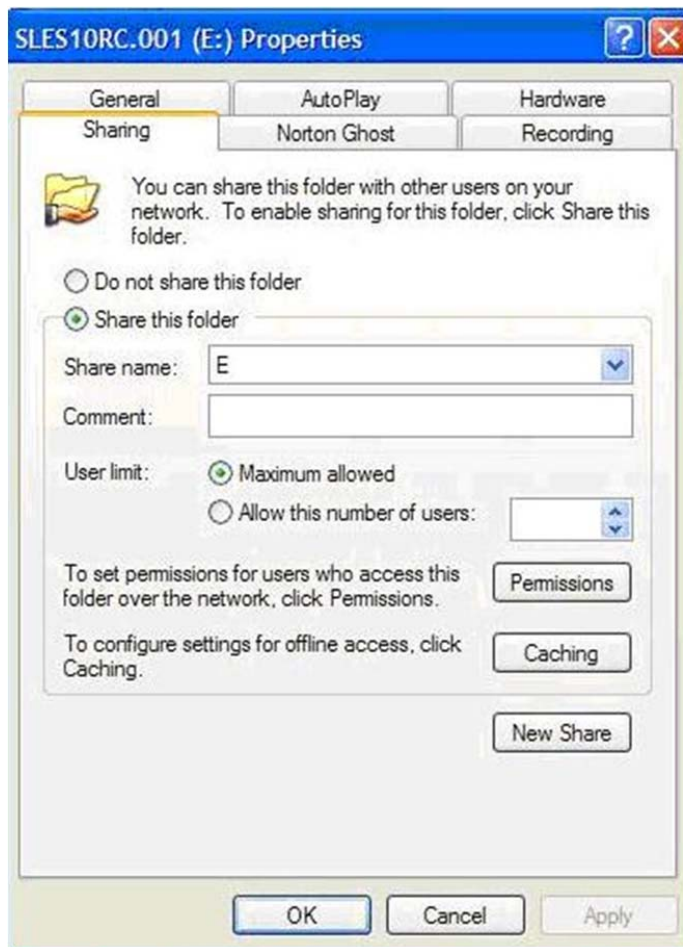 SLES10RC.001 (E:) Properties
General
AutoPlay
Hardware
Sharing
Norton Ghost
Recording
You can share this folder with other users on your
network. To enable sharing for this folder, click Share this
folder.
Do not share this folder
Share this folder
Share name:
E
Comment:
User limit:
Maximum allowed
Allow this number of users:
To set permissions for users who access this
folder over the network, click Permissions.
Permissions
To configure settings for offline access, click
Caching.
Caching
New Share
OK
Cancel
Apply